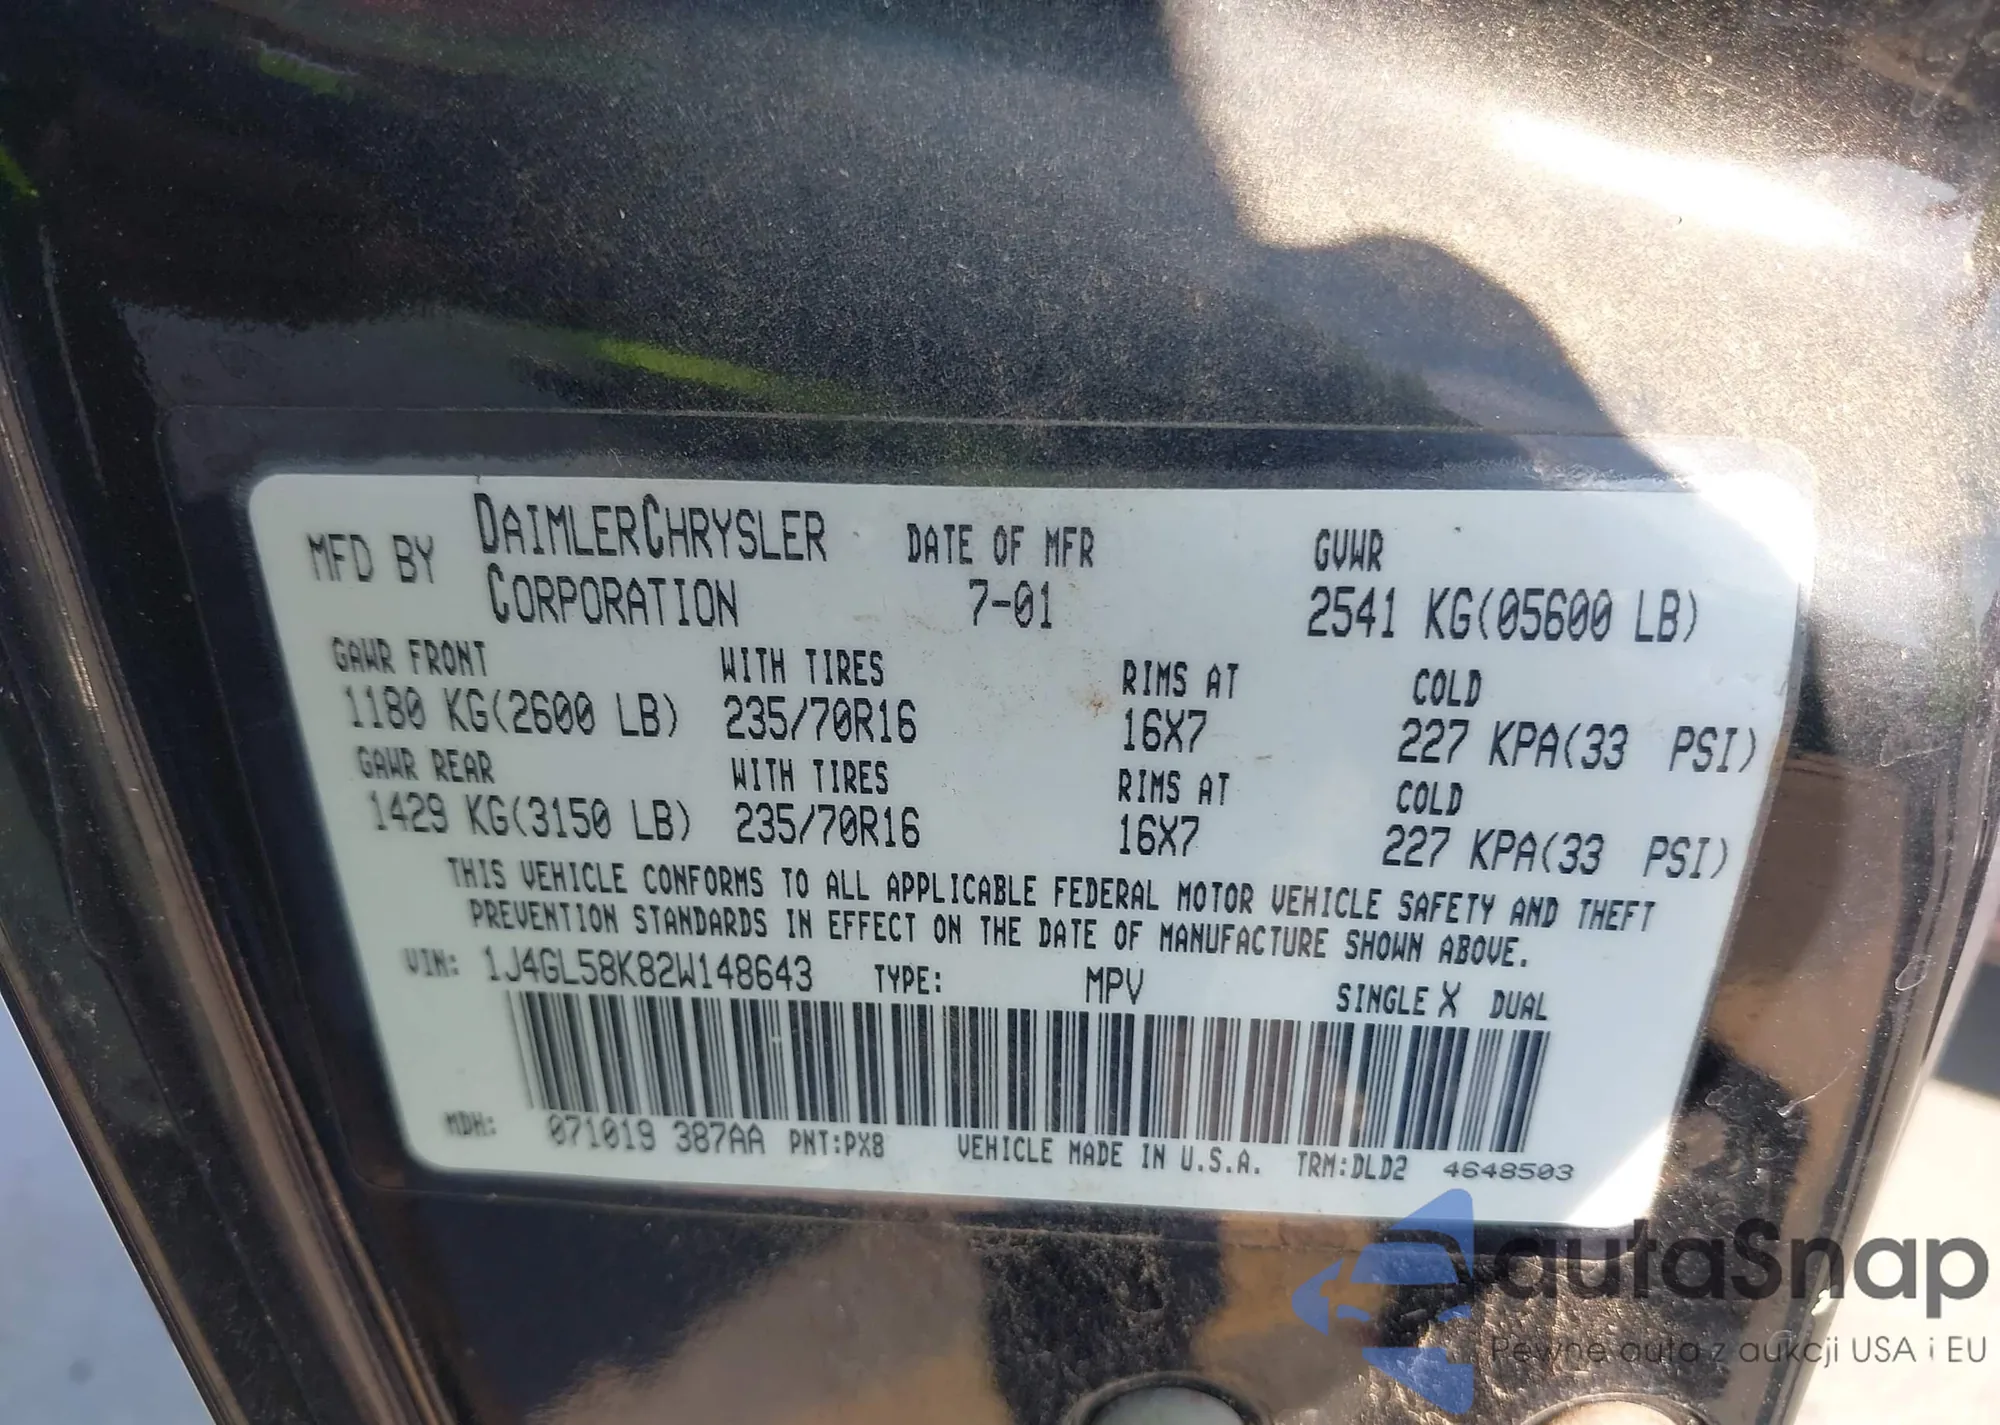 MFD BY DAIMLERCHRYSLER CORPORATION DATE OF MFR 7-01 GVWR 2541 KG(05600 LB)
GAWR FRONT WITH TIRES RIMS AT COLD
1180 KG(2600 LB) 235/70R16 16X7 227 KPA(33 PSI)
GAWR REAR WITH TIRES RIMS AT COLD
1429 KG(3150 LB) 235/70R16 16X7 227 KPA(33 PSI)
THIS VEHICLE CONFORMS TO ALL APPLICABLE FEDERAL MOTOR VEHICLE SAFETY AND THEFT
PREVENTION STANDARDS IN EFFECT ON THE DATE OF MANUFACTURE SHOWN ABOVE.
VIN: 1J4GL58K82W148643 TYPE: MPV SINGLE X DUAL
MDH: 071019 387AA PNT:PX8 VEHICLE MADE IN U.S.A. TRM:DLD2 4648503
autaSnap
Pewne auta z aukcji USA i EU